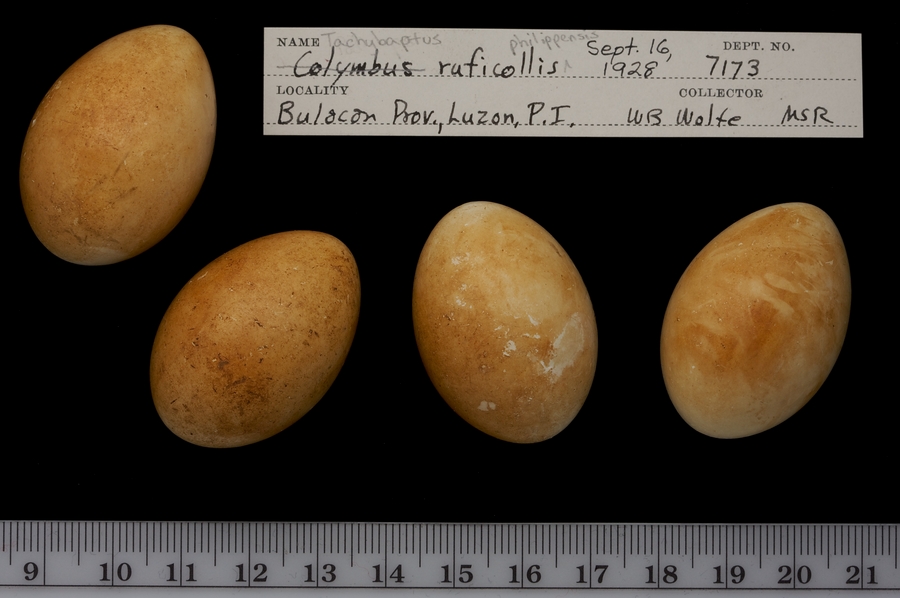 NAME Tachybaptus philippensis Sept. 16, DEPT. NO.
Colymbus ruficollis 1928 7173
LOCALITY COLLECTOR
Bulacan Prov., Luzon, P.I. WB Wolfe MSR
9 10 11 12 13 14 15 16 17 18 19 20 21